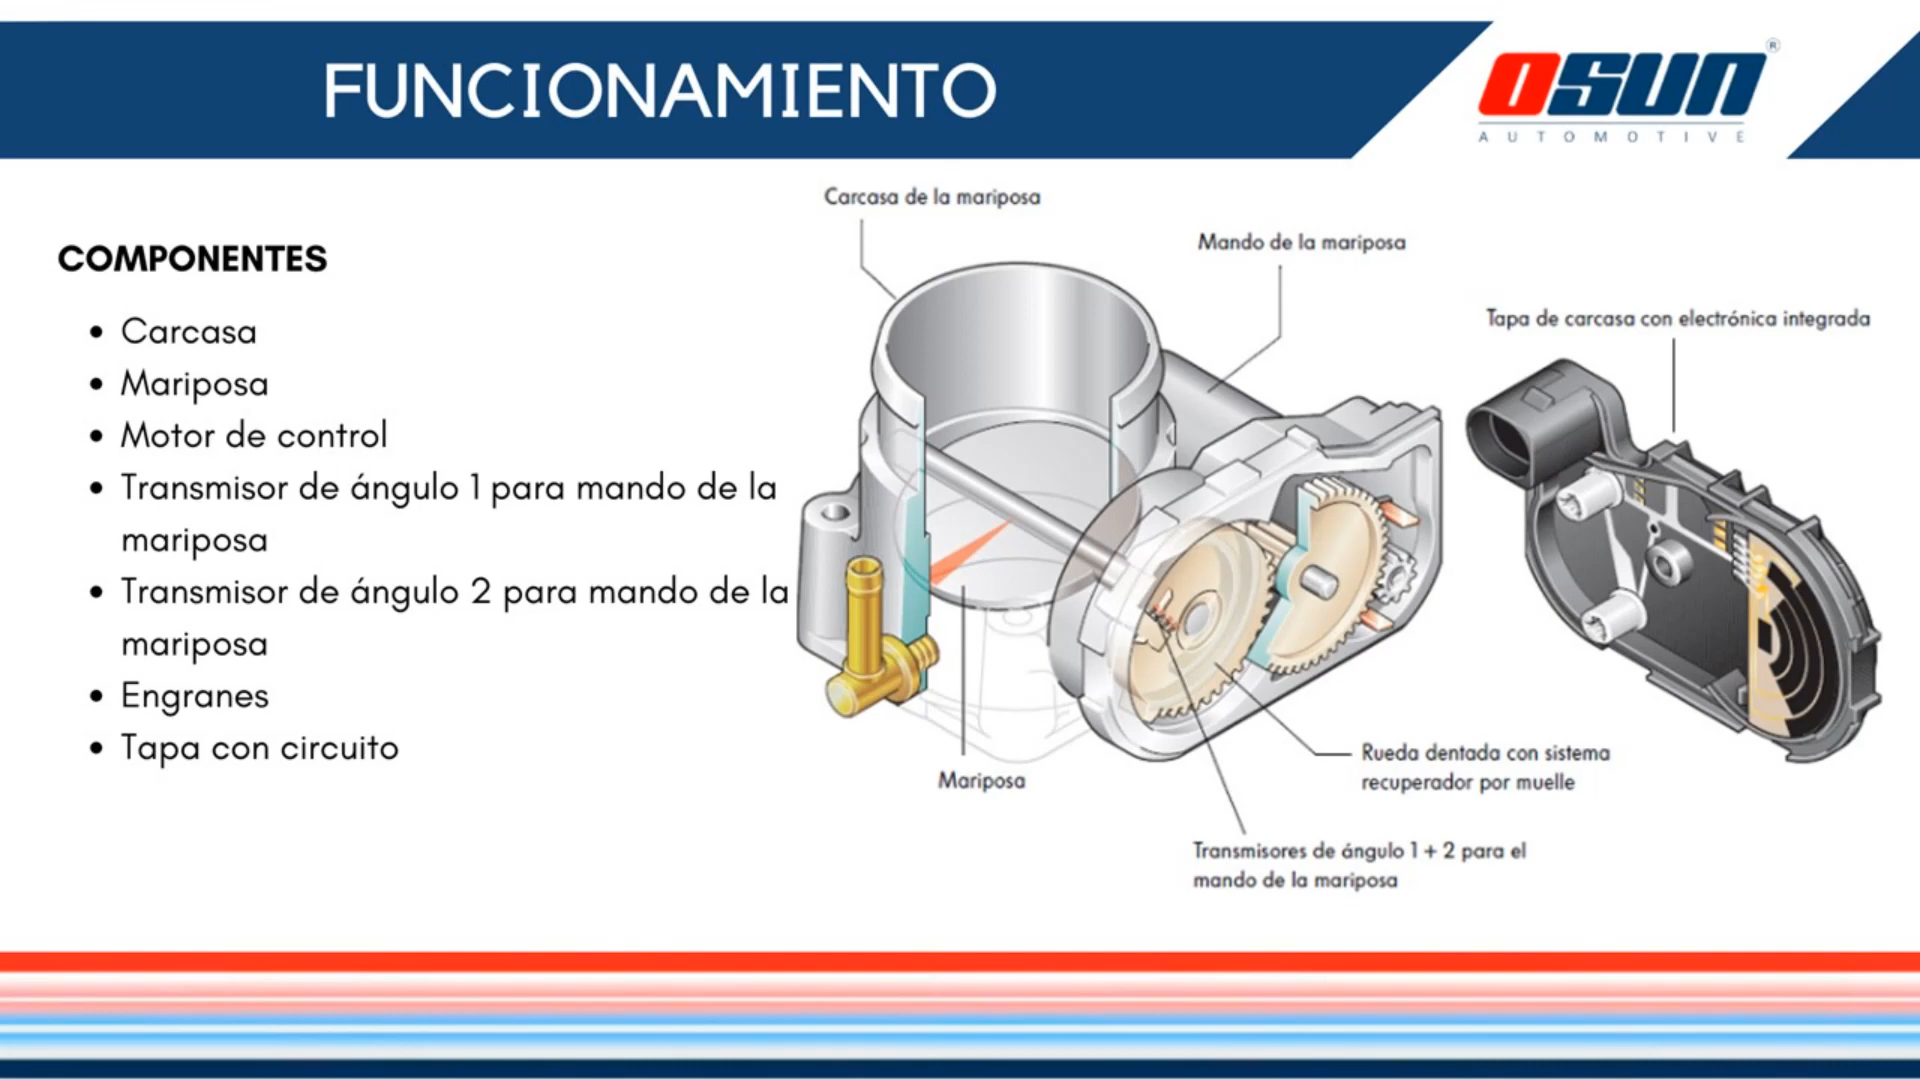 FUNCIONAMIENTO
OSUN®
AUTOMOTIVE
COMPONENTES
• Carcasa
• Mariposa
• Motor de control
• Transmisor de ángulo 1 para mando de la
mariposa
• Transmisor de ángulo 2 para mando de la
mariposa
• Engranes
• Tapa con circuito
Carcasa de la mariposa
Mando de la mariposa
Tapa de carcasa con electrónica integrada
Mariposa
Rueda dentada con sistema
recuperador por muelle
Transmisores de ángulo 1 + 2 para el
mando de la mariposa